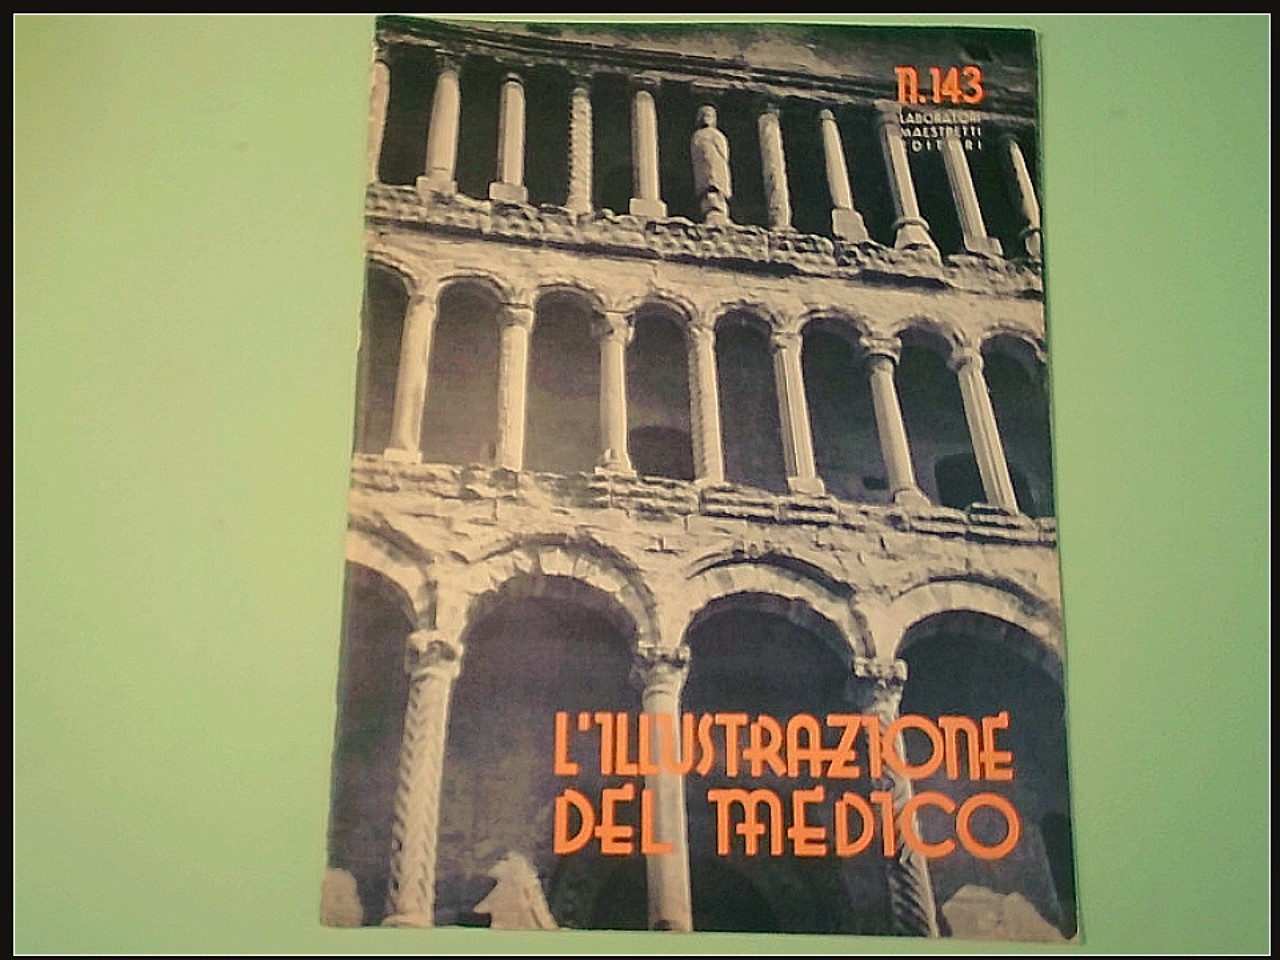 n.143
LABORATORI
MAESTRETTI
EDITORI
L'ILLUSTRAZIONE
DEL MEDICO